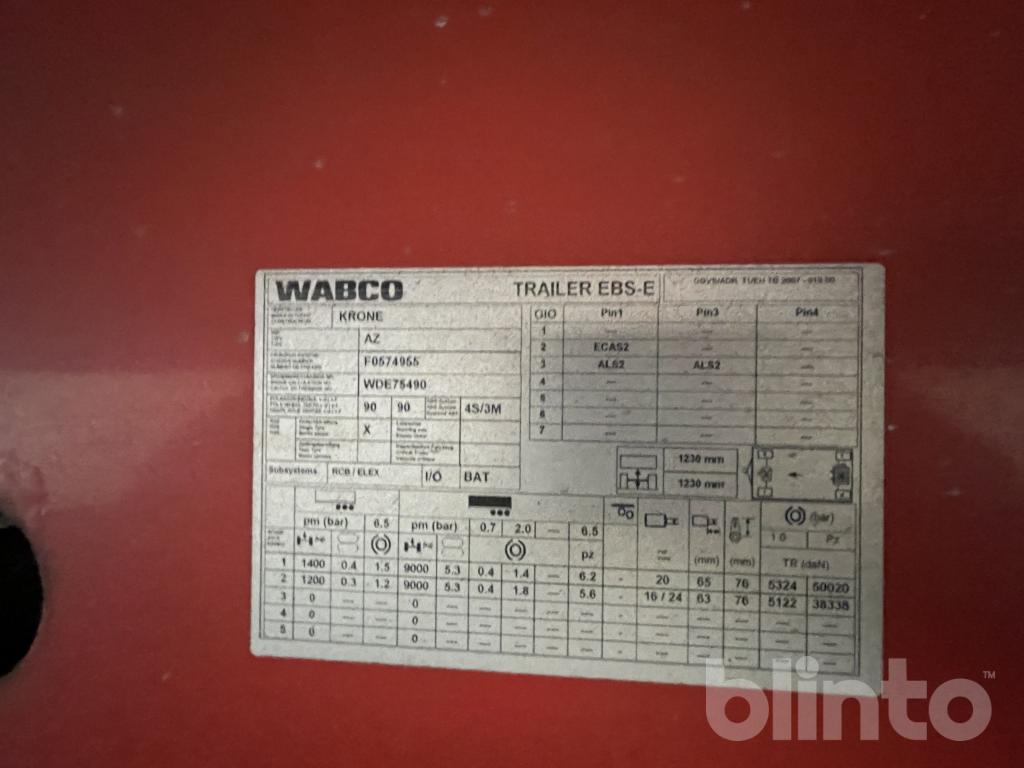 WABCO TRAILER EBS-E
KRONE
AZ
F0574955
WDE75490
90 90 4S/3M
X
Subsystems RCB / ELEX I/O BAT
GIO Pin1 Pin3 Pin4
1 — — —
2 ECAS2 — —
3 ALS2 ALS2 —
4 — — —
5 — — —
6 — — —
7 — — —
1230 mm
1230 mm
pm (bar) 6.5 pm (bar) 0.7 2.0 — 6.5 (bar)
1.0 Pz
pz (mm) (mm) TR (daN)
1 1400 0.4 1.5 9000 5.3 0.4 1.4 — 6.2 - 20 65 76 5324 50020
2 1200 0.3 1.2 9000 5.3 0.4 1.8 — 5.6 - 16 / 24 63 76 5122 38338
3 0 — — 0 — — — — — - — — — — —
4 0 — — 0 — — — — — - — — — — —
5 0 — — 0 — — — — — - — — — — —
blinto™